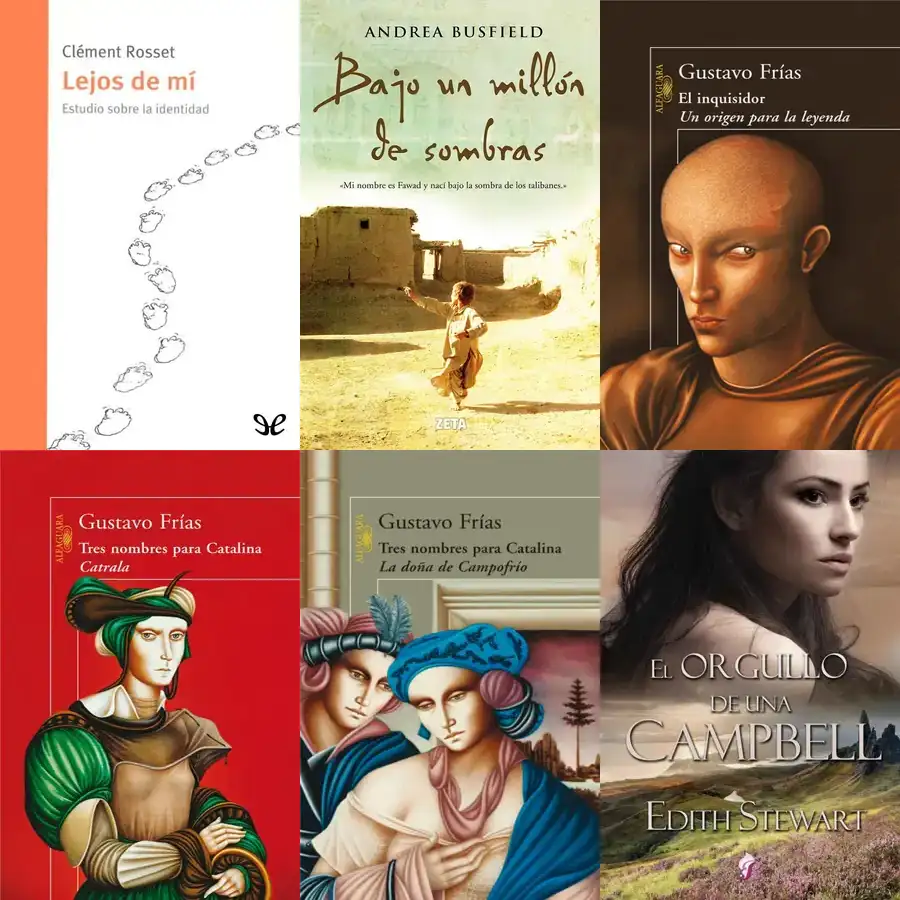 Clément Rosset
Lejos de mí
Estudio sobre la identidad
ANDREA BUSFIELD
Bajo un millón
de sombras
«Mi nombre es Fawad y nací bajo la sombra de los talibanes.»
ZETA
ALFAGUARA
Gustavo Frías
El inquisidor
Un origen para la leyenda
ALFAGUARA
Gustavo Frías
Tres nombres para Catalina
Catrala
ALFAGUARA
Gustavo Frías
Tres nombres para Catalina
La doña de Campofrío
EL ORGULLO
DE UNA
CAMPBELL
EDITH STEWART